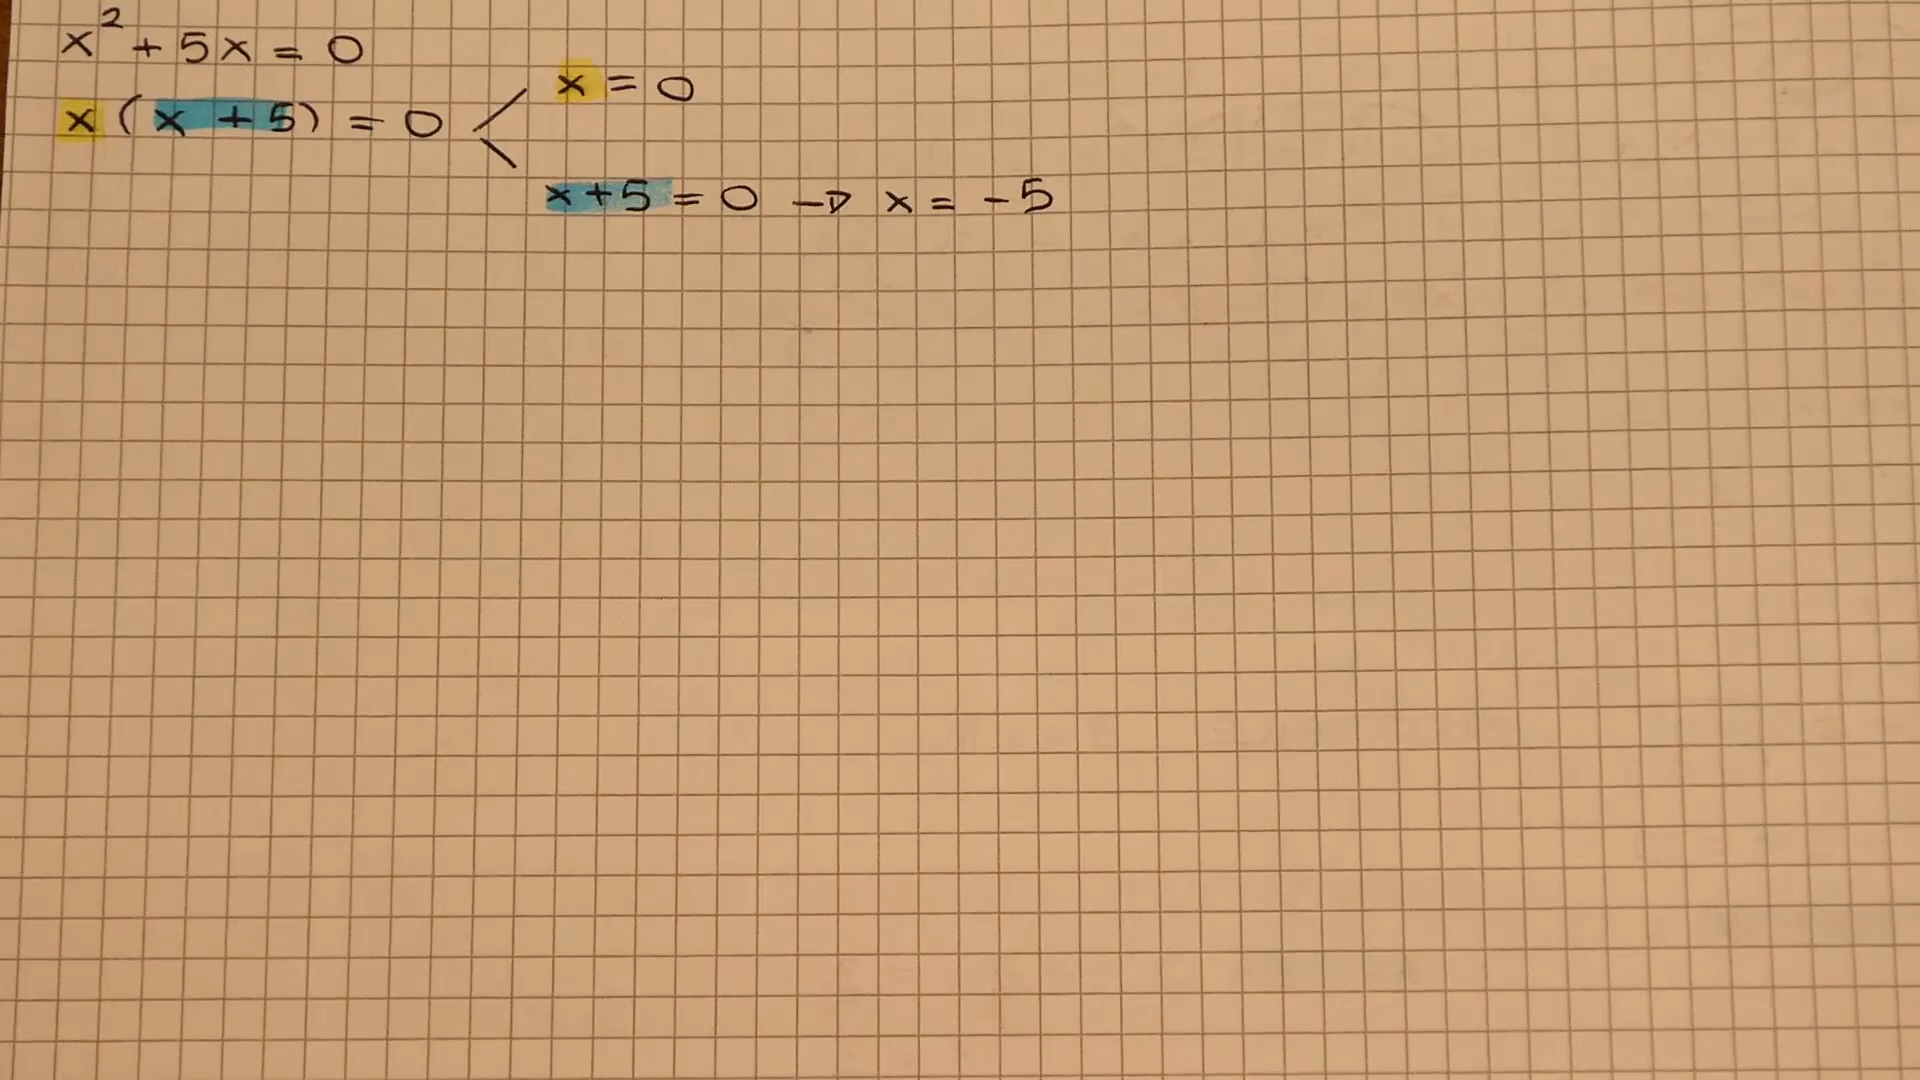 x² + 5x = 0
x = 0
x (x + 5) = 0
x + 5 = 0 → x = - 5